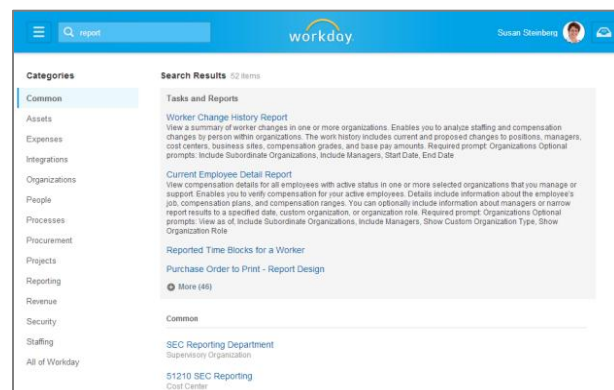 report
workday.
Susan Steinberg
Categories
Common
Assets
Expenses
Integrations
Organizations
People
Processes
Procurement
Projects
Reporting
Revenue
Security
Staffing
All of Workday
Search Results 52 items
Tasks and Reports
Worker Change History Report
View a summary of worker changes in one or more organizations. Enables you to analyze staffing and compensation
changes by person within organizations. The work history includes current and proposed changes to positions, managers,
cost centers, business sites, compensation grades, and base pay amounts. Required prompt: Organizations Optional
prompts: Include Subordinate Organizations, Include Managers, Start Date, End Date
Current Employee Detail Report
View compensation details for all employees with active status in one or more selected organizations that you manage or
support. Enables you to verify compensation for your active employees. Details include information about the employee's
job, compensation plans, and compensation ranges. You can optionally include information about managers or narrow
report results to a specified date, custom organization, or organization role. Required prompt: Organizations Optional
prompts: View as of, Include Subordinate Organizations, Include Managers, Show Custom Organization Type, Show
Organization Role
Reported Time Blocks for a Worker
Purchase Order to Print - Report Design
More (46)
Common
SEC Reporting Department
Supervisory Organization
51210 SEC Reporting
Cost Center